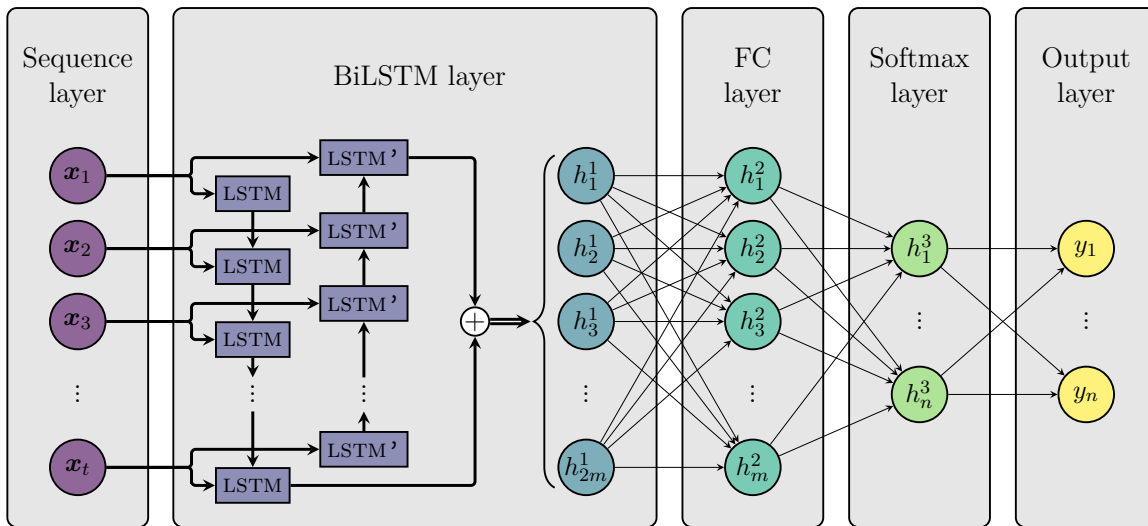 Sequence
layer
BiLSTM layer
FC
layer
Softmax
layer
Output
layer
x₁
x₂
x₃
⋮
xₜ
LSTM
LSTM
LSTM
⋮
LSTM
LSTM’
LSTM’
LSTM’
⋮
LSTM’
+
h₁¹
h₂¹
h₃¹
⋮
h₂ₘ¹
h₁²
h₂²
h₃²
⋮
hₘ²
h₁³
⋮
hₙ³
y₁
⋮
yₙ